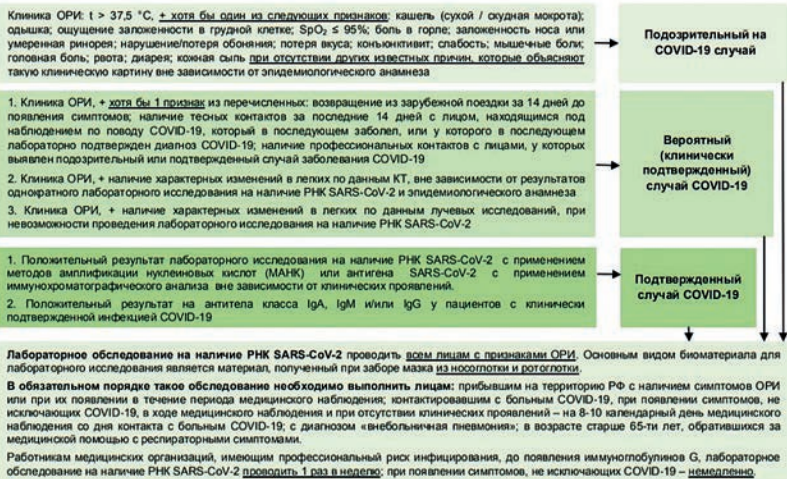 Клиника ОРИ: t > 37,5 °C, + хотя бы один из следующих признаков: кашель (сухой / скудная мокрота);
одышка; ощущение заложенности в грудной клетке; SpO₂ ≤ 95%; боль в горле; заложенность носа или
умеренная ринорея; нарушение/потеря обоняния; потеря вкуса; конъюнктивит; слабость; мышечные боли;
головная боль; рвота; диарея; кожная сыпь при отсутствии других известных причин, которые объясняют
такую клиническую картину вне зависимости от эпидемиологического анамнеза
Подозрительный на
COVID-19 случай
1. Клиника ОРИ, + хотя бы 1 признак из перечисленных: возвращение из зарубежной поездки за 14 дней до
появления симптомов; наличие тесных контактов за последние 14 дней с лицом, находящимся под
наблюдением по поводу COVID-19, который в последующем заболел, или у которого в последующем
лабораторно подтвержден диагноз COVID-19; наличие профессиональных контактов с лицами, у которых
выявлен подозрительный или подтвержденный случай заболевания COVID-19
2. Клиника ОРИ, + наличие характерных изменений в легких по данным КТ, вне зависимости от результатов
однократного лабораторного исследования на наличие РНК SARS-CoV-2 и эпидемиологического анамнеза
3. Клиника ОРИ, + наличие характерных изменений в легких по данным лучевых исследований, при
невозможности проведения лабораторного исследования на наличие РНК SARS-CoV-2
Вероятный
(клинически
подтвержденный)
случай COVID-19
1. Положительный результат лабораторного исследования на наличие РНК SARS-CoV-2 с применением
методов амплификации нуклеиновых кислот (МАНК) или антигена SARS-CoV-2 с применением
иммунохроматографического анализа вне зависимости от клинических проявлений.
2. Положительный результат на антитела класса IgA, IgM и/или IgG у пациентов с клинически
подтвержденной инфекцией COVID-19
Подтвержденный
случай COVID-19
Лабораторное обследование на наличие РНК SARS-CoV-2 проводить всем лицам с признаками ОРИ. Основным видом биоматериала для
лабораторного исследования является материал, полученный при заборе мазка из носоглотки и ротоглотки.
В обязательном порядке такое обследование необходимо выполнить лицам: прибывшим на территорию РФ с наличием симптомов ОРИ
или при их появлении в течение периода медицинского наблюдения; контактировавшим с больным COVID-19, при появлении симптомов, не
исключающих COVID-19, в ходе медицинского наблюдения и при отсутствии клинических проявлений – на 8-10 календарный день медицинского
наблюдения со дня контакта с больным COVID-19; с диагнозом «внебольничная пневмония»; в возрасте старше 65-ти лет, обратившихся за
медицинской помощью с респираторными симптомами.
Работникам медицинских организаций, имеющим профессиональный риск инфицирования, до появления иммуноглобулинов G, лабораторное
обследование на наличие РНК SARS-CoV-2 проводить 1 раз в неделю; при появлении симптомов, не исключающих COVID-19 – немедленно.